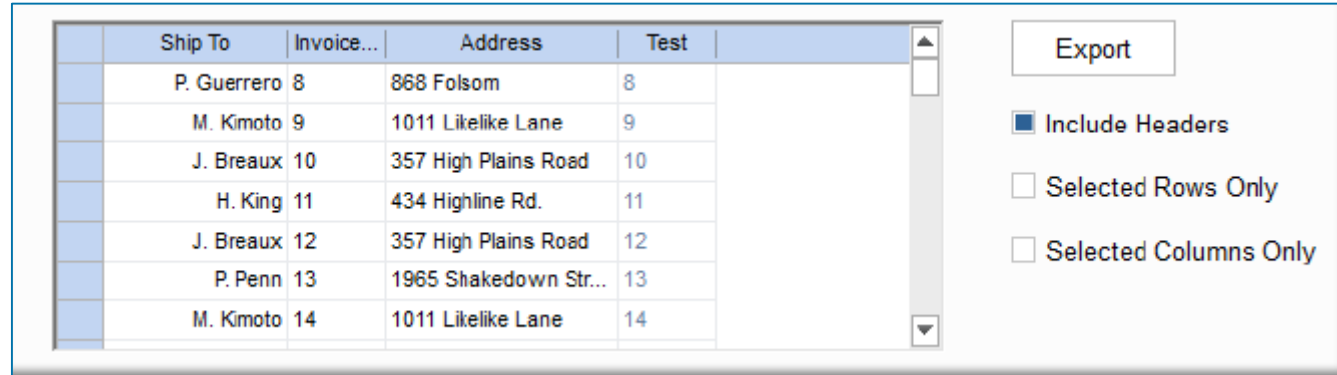 Ship To Invoice... Address Test
P. Guerrero 8 868 Folsom 8
M. Kimoto 9 1011 Likelike Lane 9
J. Breaux 10 357 High Plains Road 10
H. King 11 434 Highline Rd. 11
J. Breaux 12 357 High Plains Road 12
P. Penn 13 1965 Shakedown Str... 13
M. Kimoto 14 1011 Likelike Lane 14
Export
Include Headers
Selected Rows Only
Selected Columns Only